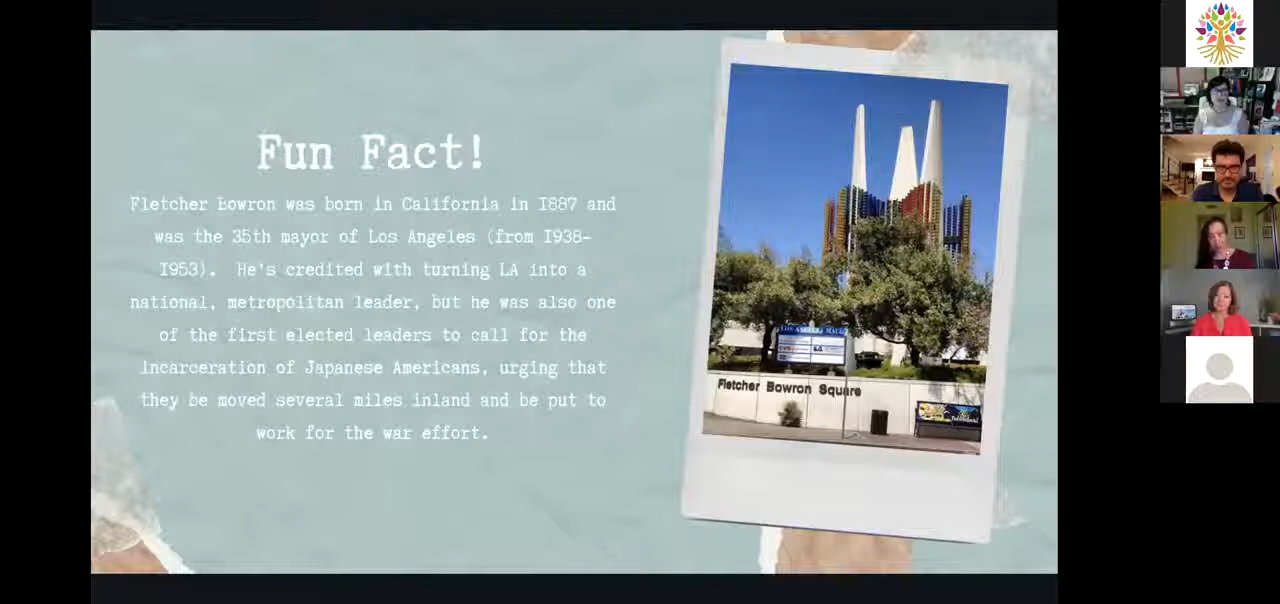 Fun Fact!
Fletcher Bowron was born in California in 1887 and
was the 35th mayor of Los Angeles (from 1938-
1953). He's credited with turning LA into a
national, metropolitan leader, but he was also one
of the first elected leaders to call for the
incarceration of Japanese Americans, urging that
they be moved several miles inland and be put to
work for the war effort.
LOS ANGELES MALL
Fletcher Bowron Square